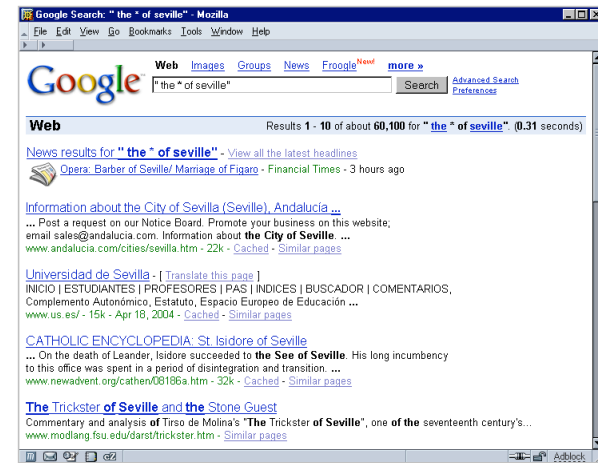 Google Search: " the * of seville" - Mozilla
File Edit View Go Bookmarks Tools Window Help
Web Images Groups News Froogle New! more »
Google
" the * of seville" Search Advanced Search
Preferences
Web Results 1 - 10 of about 60,100 for " the * of seville". (0.31 seconds)
News results for " the * of seville" - View all the latest headlines
Opera: Barber of Seville/ Marriage of Figaro - Financial Times - 3 hours ago
Information about the City of Sevilla (Seville), Andalucía ...
... Post a request on our Notice Board. Promote your business on this website;
email sales@andalucia.com. Information about the City of Seville. ...
www.andalucia.com/cities/sevilla.htm - 22k - Cached - Similar pages
Universidad de Sevilla - [ Translate this page ]
INICIO | ESTUDIANTES | PROFESORES | PAS | INDICES | BUSCADOR | COMENTARIOS,
Complemento Autonómico, Estatuto, Espacio Europeo de Educación ...
www.us.es/ - 15k - Apr 18, 2004 - Cached - Similar pages
CATHOLIC ENCYCLOPEDIA: St. Isidore of Seville
... On the death of Leander, Isidore succeeded to the See of Seville. His long incumbency
to this office was spent in a period of disintegration and transition. ...
www.newadvent.org/cathen/08186a.htm - 32k - Cached - Similar pages
The Trickster of Seville and the Stone Guest
Commentary and analysis of Tirso de Molina's "The Trickster of Seville", one of the seventeenth century's...
www.modlang.fsu.edu/darst/trickster.htm - Similar pages
Adblock